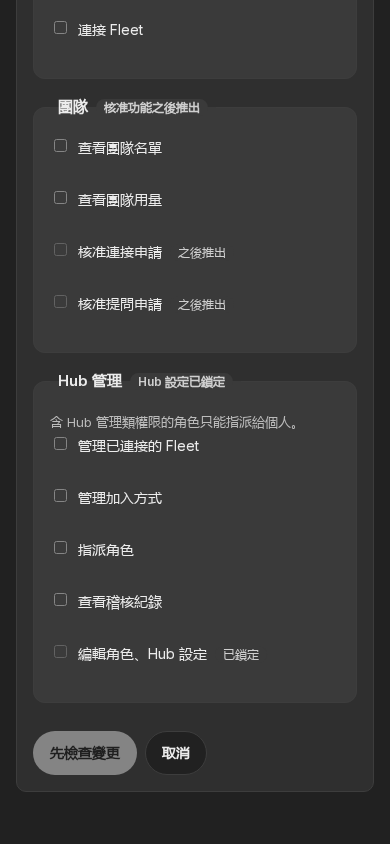 連接 Fleet
團隊 核准功能之後推出
查看團隊名單
查看團隊用量
核准連接申請 之後推出
核准提問申請 之後推出
Hub 管理 Hub 設定已鎖定
含 Hub 管理類權限的角色只能指派給個人。
管理已連接的 Fleet
管理加入方式
指派角色
查看稽核紀錄
編輯角色、Hub 設定 已鎖定
先檢查變更 取消